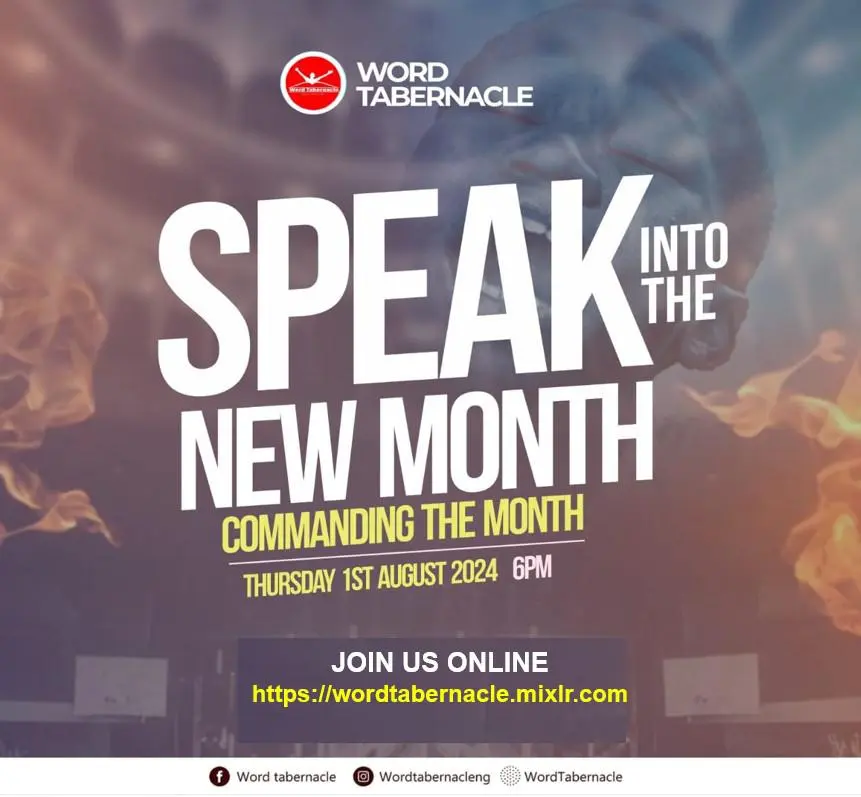 Word Tabernacle
WORD
TABERNACLE
SPEAK
INTO
THE
NEW MONTH
COMMANDING THE MONTH
THURSDAY 1ST AUGUST 2024 6PM
JOIN US ONLINE
https://wordtabernacle.mixlr.com
Word tabernacle Wordtabernacleng WordTabernacle